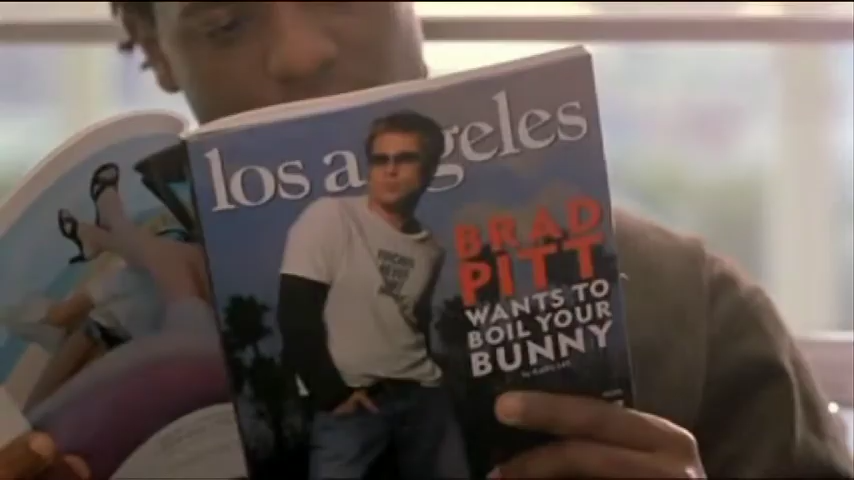 los angeles
BRAD
PITT
WANTS TO
BOIL YOUR
BUNNY